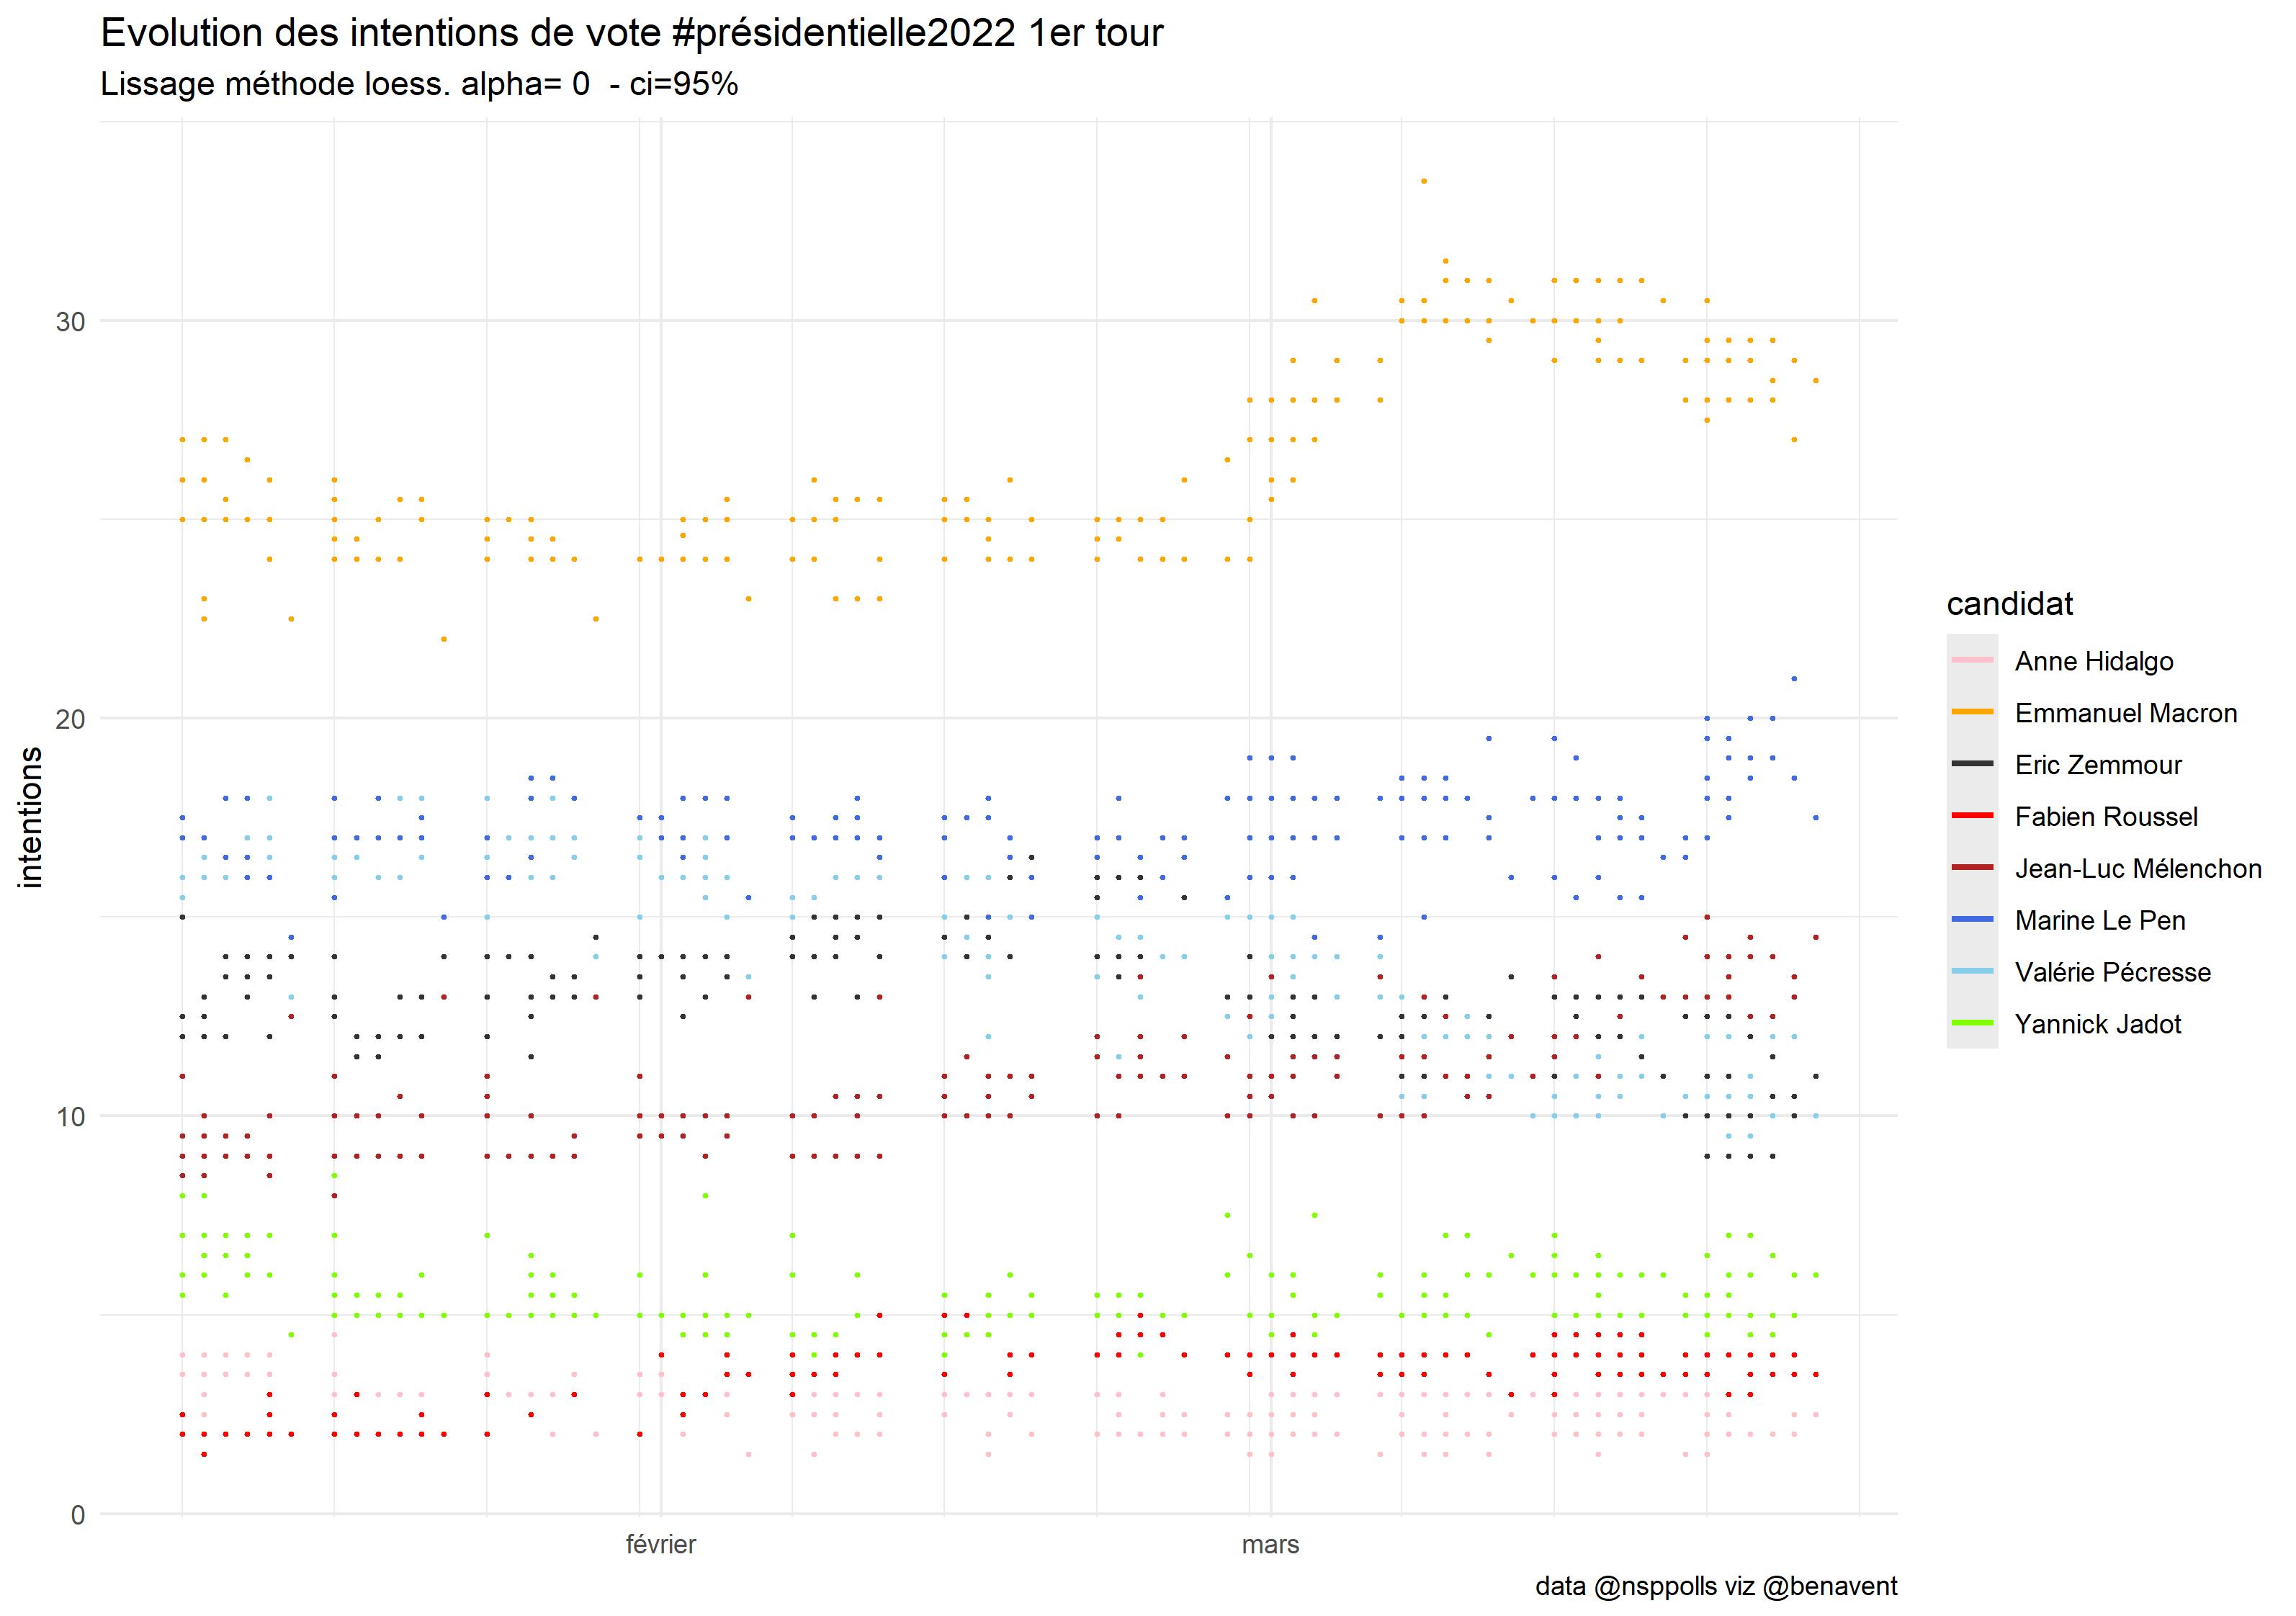 Evolution des intentions de vote #présidentielle2022 1er tour
Lissage méthode loess. alpha= 0  - ci=95%
intentions
30
20
10
0
février
mars
candidat
Anne Hidalgo
Emmanuel Macron
Eric Zemmour
Fabien Roussel
Jean-Luc Mélenchon
Marine Le Pen
Valérie Pécresse
Yannick Jadot
data @nsppolls viz @benavent